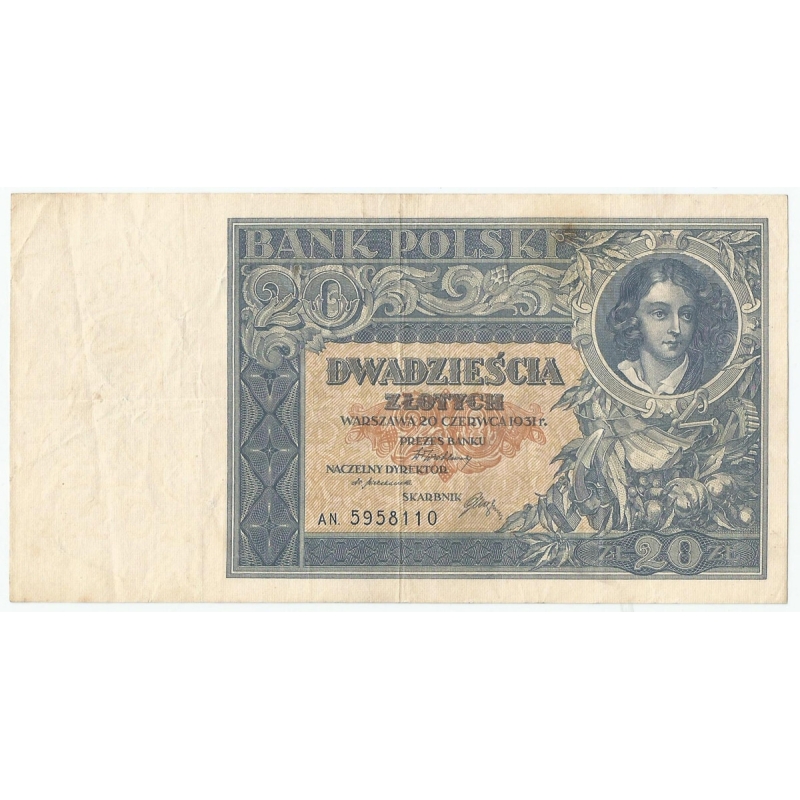 BANK POLSKI
20
DWADZIEŚCIA
ZŁOTYCH
WARSZAWA 20 CZERWCA 1931 r.
PREZES BANKU
NACZELNY DYREKTOR
SKARBNIK
AN. 5958110
ZŁ 20 ZŁ